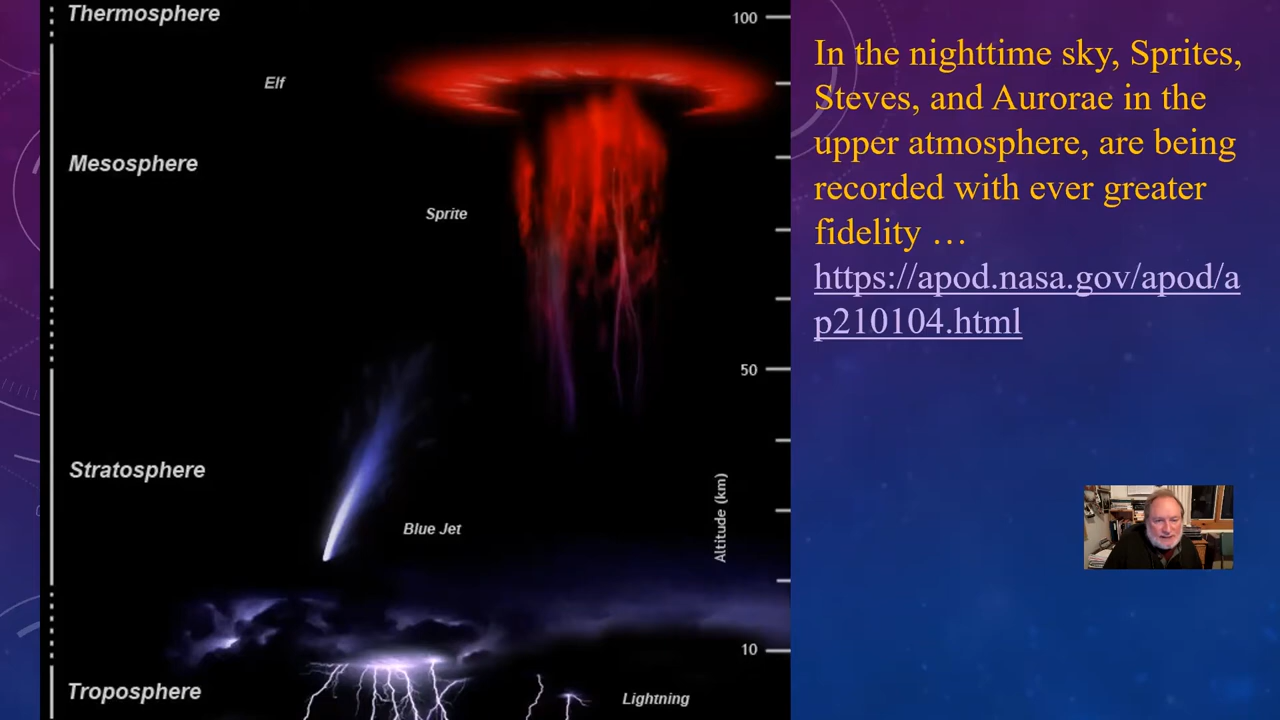 Thermosphere
100
Elf
Mesosphere
Sprite
50
Stratosphere
Altitude (km)
Blue Jet
10
Troposphere
Lightning
In the nighttime sky, Sprites,
Steves, and Aurorae in the
upper atmosphere, are being
recorded with ever greater
fidelity …
https://apod.nasa.gov/apod/a
p210104.html